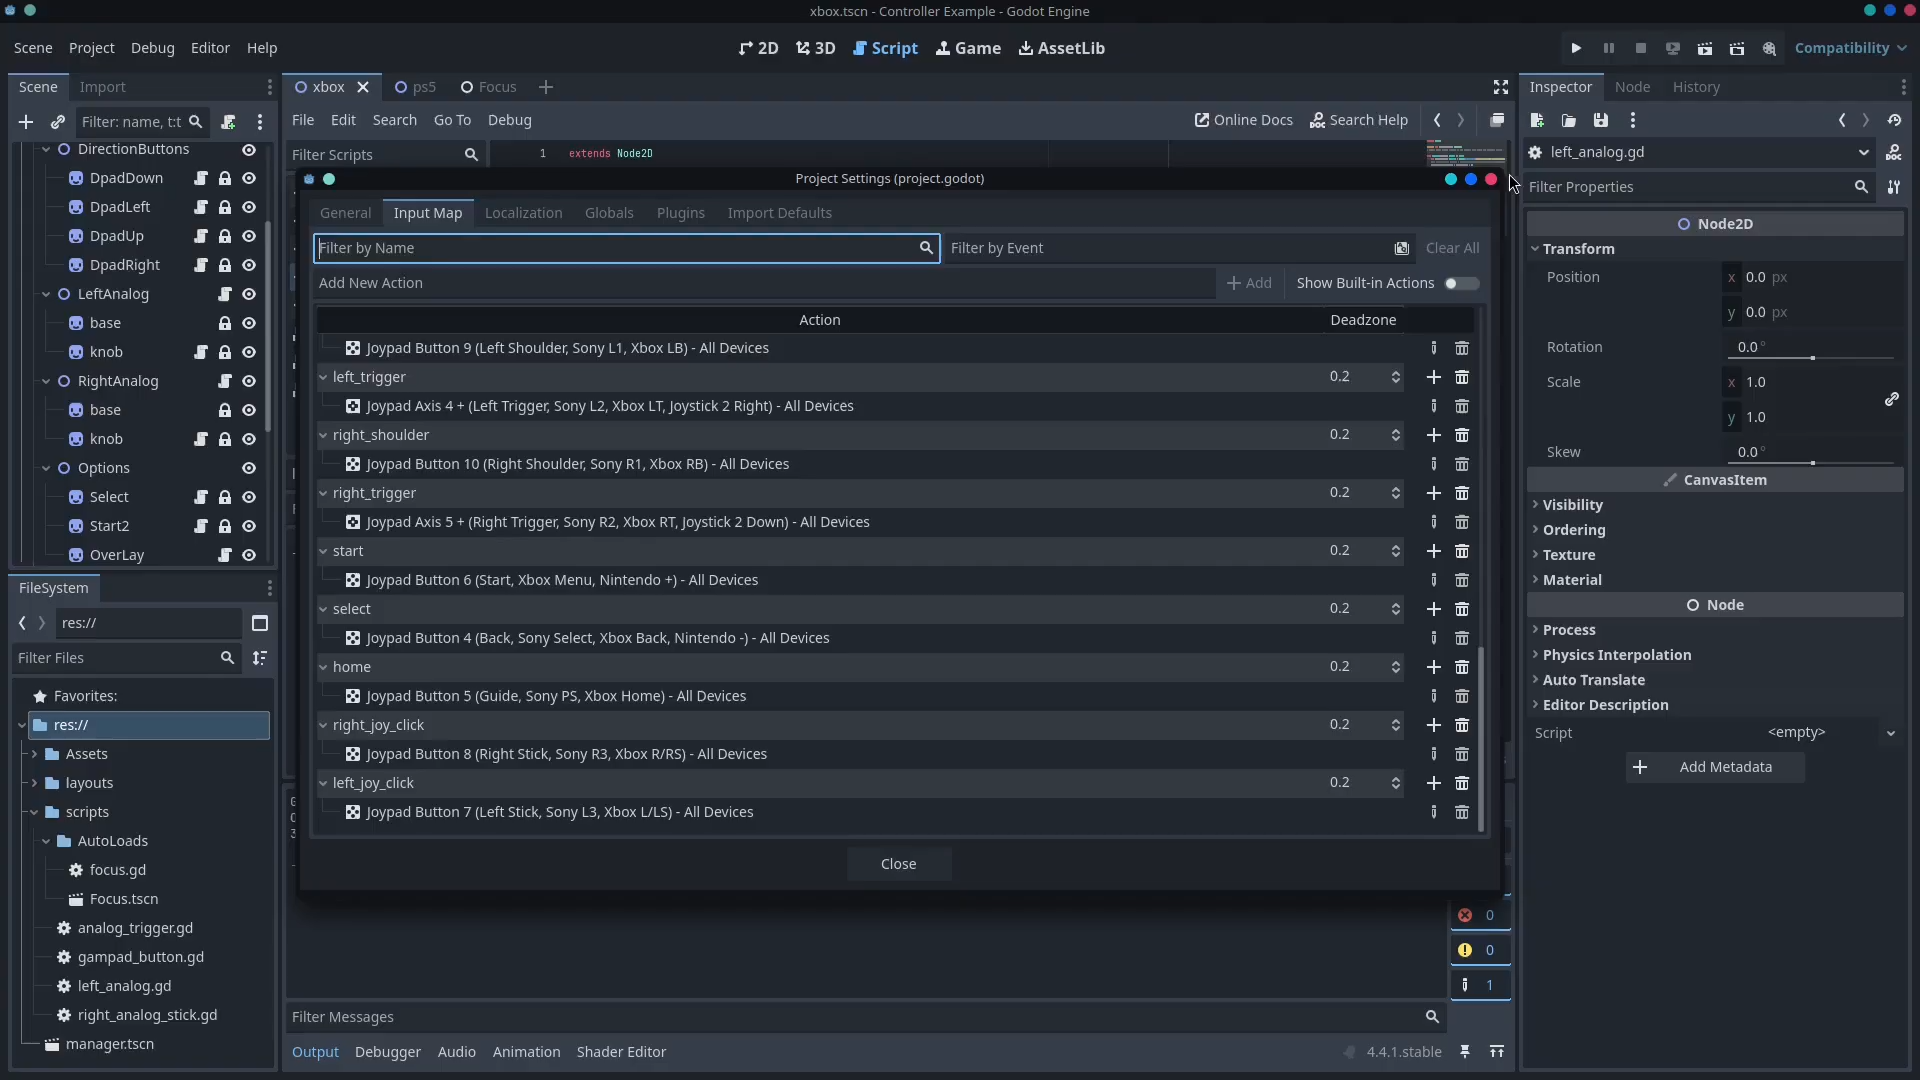 xbox.tscn - Controller Example - Godot Engine
Scene Project Debug Editor Help
2D 3D Script Game AssetLib
Compatibility
Scene Import
Filter: name, t:t
DirectionButtons
DpadDown
DpadLeft
DpadUp
DpadRight
LeftAnalog
base
knob
RightAnalog
base
knob
Options
Select
Start2
OverLay
FileSystem
res://
Filter Files
Favorites:
res://
Assets
layouts
scripts
AutoLoads
focus.gd
Focus.tscn
analog_trigger.gd
gampad_button.gd
left_analog.gd
right_analog_stick.gd
manager.tscn
xbox ps5 Focus
File Edit Search Go To Debug Online Docs Search Help
Filter Scripts
1 extends Node2D
Project Settings (project.godot)
General Input Map Localization Globals Plugins Import Defaults
Filter by Name Filter by Event Clear All
Add New Action Add Show Built-in Actions
Action Deadzone
Joypad Button 9 (Left Shoulder, Sony L1, Xbox LB) - All Devices
left_trigger 0.2
Joypad Axis 4 + (Left Trigger, Sony L2, Xbox LT, Joystick 2 Right) - All Devices
right_shoulder 0.2
Joypad Button 10 (Right Shoulder, Sony R1, Xbox RB) - All Devices
right_trigger 0.2
Joypad Axis 5 + (Right Trigger, Sony R2, Xbox RT, Joystick 2 Down) - All Devices
start 0.2
Joypad Button 6 (Start, Xbox Menu, Nintendo +) - All Devices
select 0.2
Joypad Button 4 (Back, Sony Select, Xbox Back, Nintendo -) - All Devices
home 0.2
Joypad Button 5 (Guide, Sony PS, Xbox Home) - All Devices
right_joy_click 0.2
Joypad Button 8 (Right Stick, Sony R3, Xbox R/RS) - All Devices
left_joy_click 0.2
Joypad Button 7 (Left Stick, Sony L3, Xbox L/LS) - All Devices
Close
0
0
1
Filter Messages
Output Debugger Audio Animation Shader Editor 4.4.1.stable
Inspector Node History
left_analog.gd
Filter Properties
Node2D
Transform
Position x 0.0 px
y 0.0 px
Rotation 0.0 °
Scale x 1.0
y 1.0
Skew 0.0 °
CanvasItem
Visibility
Ordering
Texture
Material
Node
Process
Physics Interpolation
Auto Translate
Editor Description
Script <empty>
Add Metadata